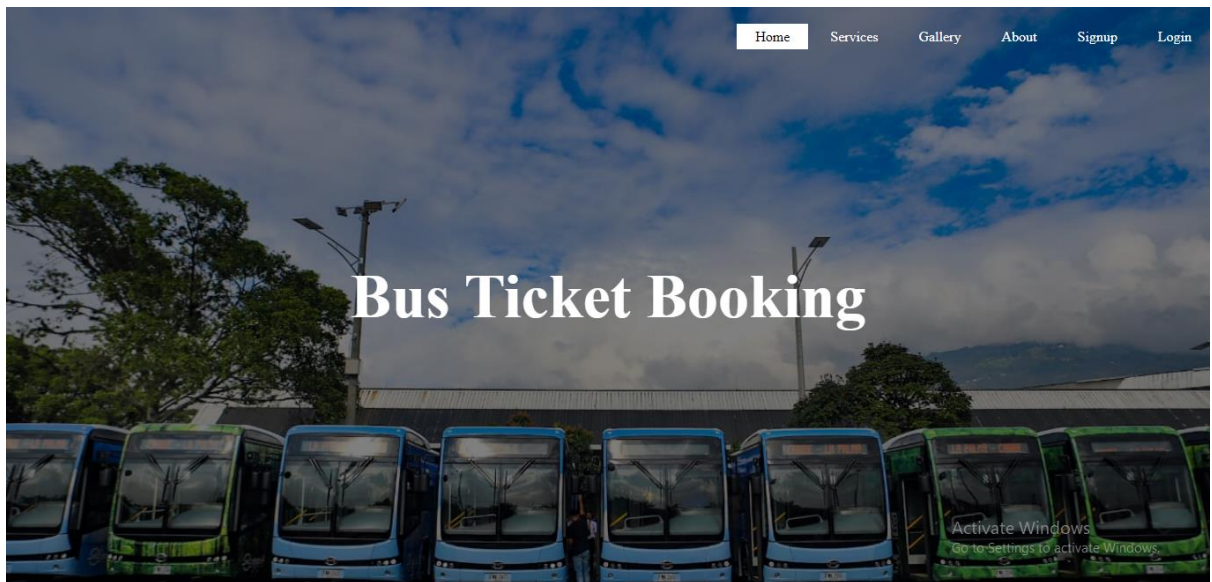 Home Services Gallery About Signup Login
Bus Ticket Booking
Activate Windows
Go to Settings to activate Windows.